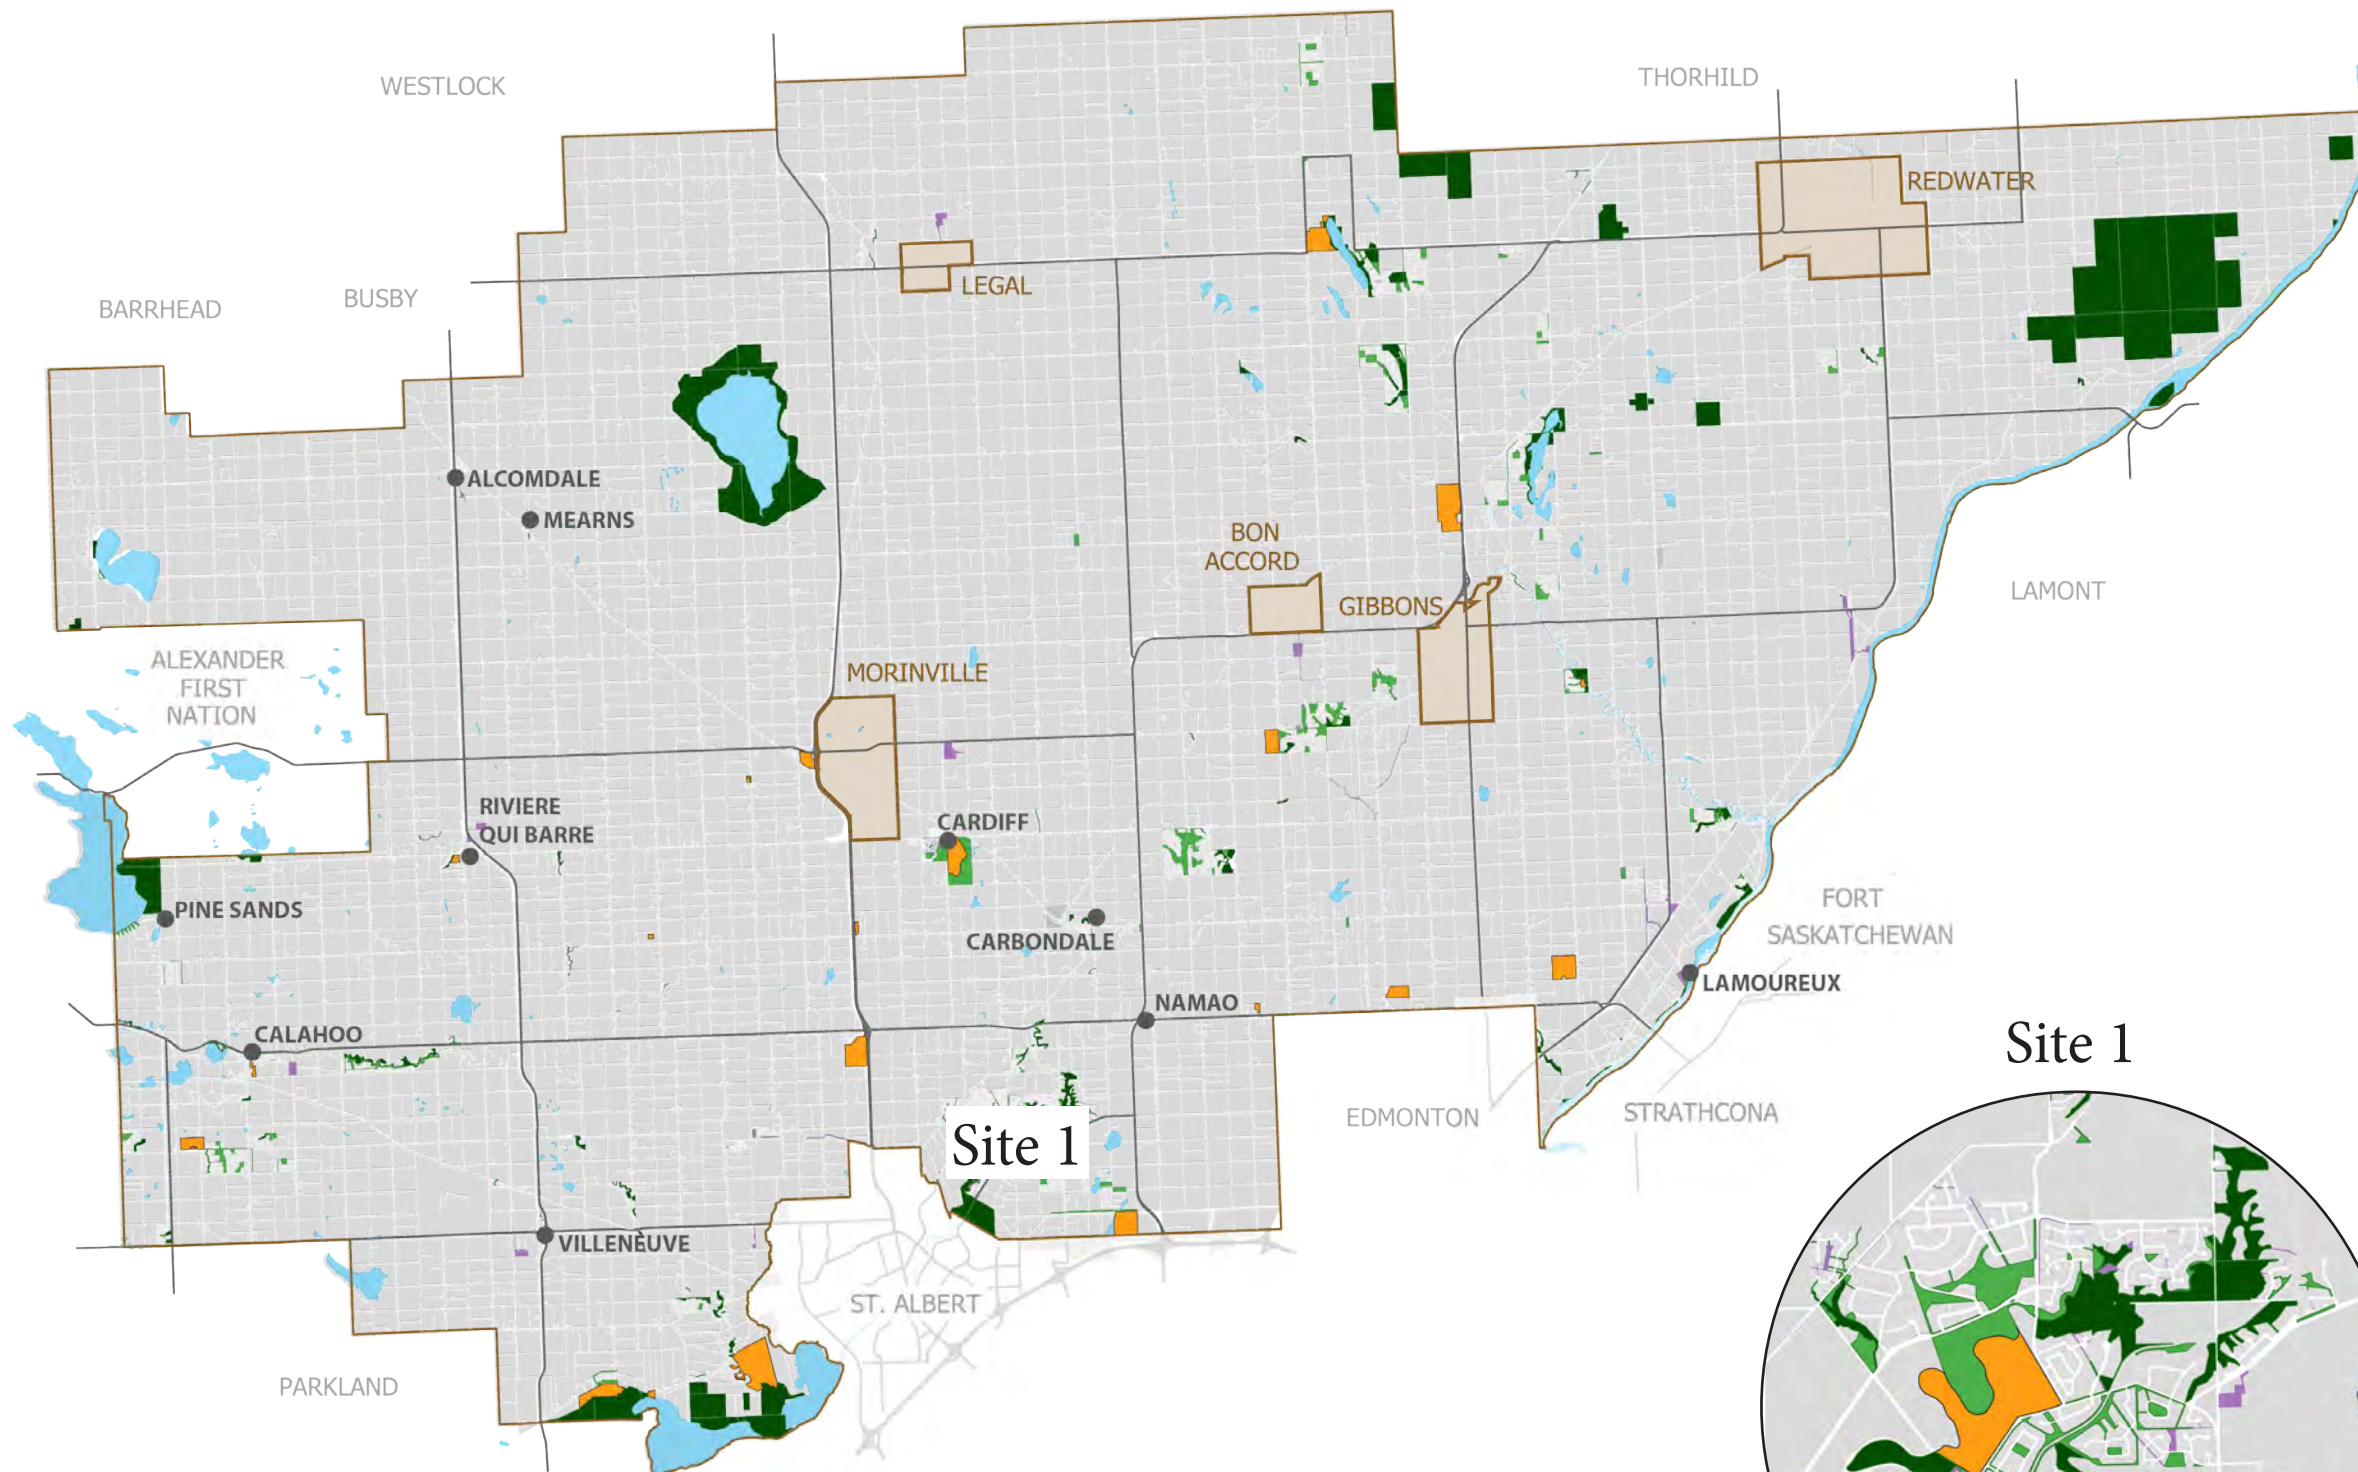 WESTLOCK
THORHILD
REDWATER
LEGAL
BUSBY
BARRHEAD
ALCOMDALE
MEARNS
BON
ACCORD
GIBBONS
LAMONT
ALEXANDER
FIRST
NATION
MORINVILLE
RIVIERE
QUI BARRE
CARDIFF
PINE SANDS
CARBONDALE
FORT
SASKATCHEWAN
LAMOUREUX
NAMAO
CALAHOO
Site 1
EDMONTON
STRATHCONA
Site 1
VILLENEUVE
ST. ALBERT
PARKLAND